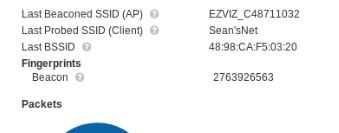 Last Beaconed SSID (AP) EZVIZ_C48711032
Last Probed SSID (Client) Sean'sNet
Last BSSID 48:98:CA:F5:03:20
Fingerprints
Beacon 2763926563
Packets